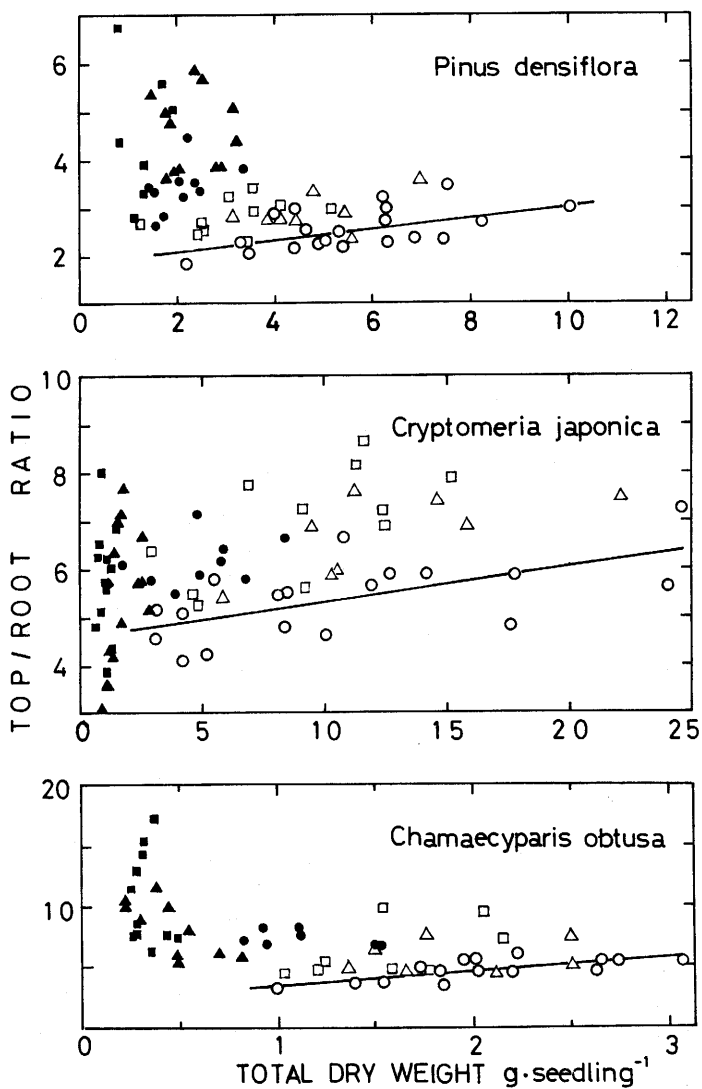 6
4
2
Pinus densiflora
0 2 4 6 8 10 12
10
8
6
4
Cryptomeria japonica
0 5 10 15 20 25
20
10
0
Chamaecyparis obtusa
0 1 2 3
TOP/ROOT RATIO
TOTAL DRY WEIGHT g·seedling⁻¹